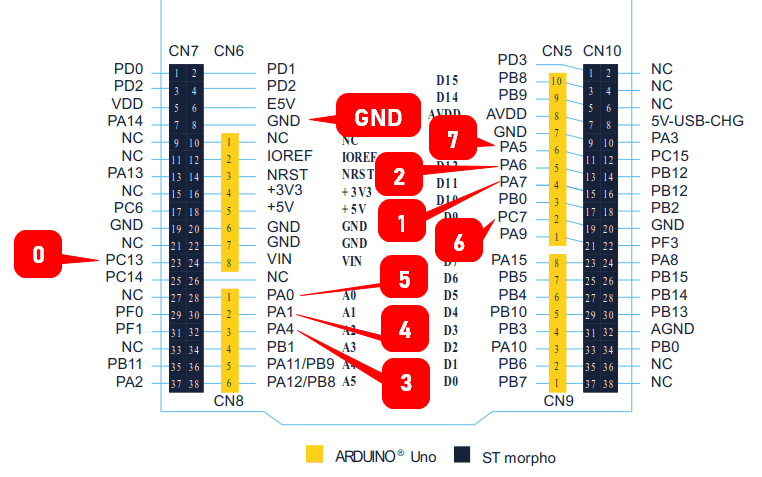 CN7 CN6 CN5 CN10
PD0 1 2 PD1 PD3 1 2 NC
PD2 3 4 PD2 D15 PB8 10 3 4 NC
VDD 5 6 E5V D14 PB9 9 5 6 NC
PA14 7 8 GND GND AVDD AVDD 8 7 8 5V-USB-CHG
NC 9 10 1 NC NC 7 GND 7 9 10 PA3
NC 11 12 2 IOREF IOREF PA5 6 11 12 PC15
PA13 13 14 3 NRST NRST 2 D12 PA6 5 13 14 PB12
NC 15 16 4 +3V3 +3V3 D11 PA7 4 15 16 PB12
PC6 17 18 5 +5V +5V 1 D10 PB0 3 17 18 PB2
GND 19 20 6 GND GND D9 PC7 2 19 20 GND
NC 21 22 7 GND GND 6 PA9 1 21 22 PF3
0 PC13 23 24 8 VIN VIN D7 PA15 8 23 24 PA8
PC14 25 26 NC 5 D6 PB5 7 25 26 PB15
NC 27 28 1 PA0 A0 D5 PB4 6 27 28 PB14
PF0 29 30 2 PA1 A1 4 D4 PB10 5 29 30 PB13
PF1 31 32 3 PA4 A2 D3 PB3 4 31 32 AGND
NC 33 34 4 PB1 A3 D2 PA10 3 33 34 PB0
PB11 35 36 5 PA11/PB9 A4 3 D1 PB6 2 35 36 NC
PA2 37 38 6 PA12/PB8 A5 D0 PB7 1 37 38 NC
CN8 CN9
ARDUINO® Uno ST morpho